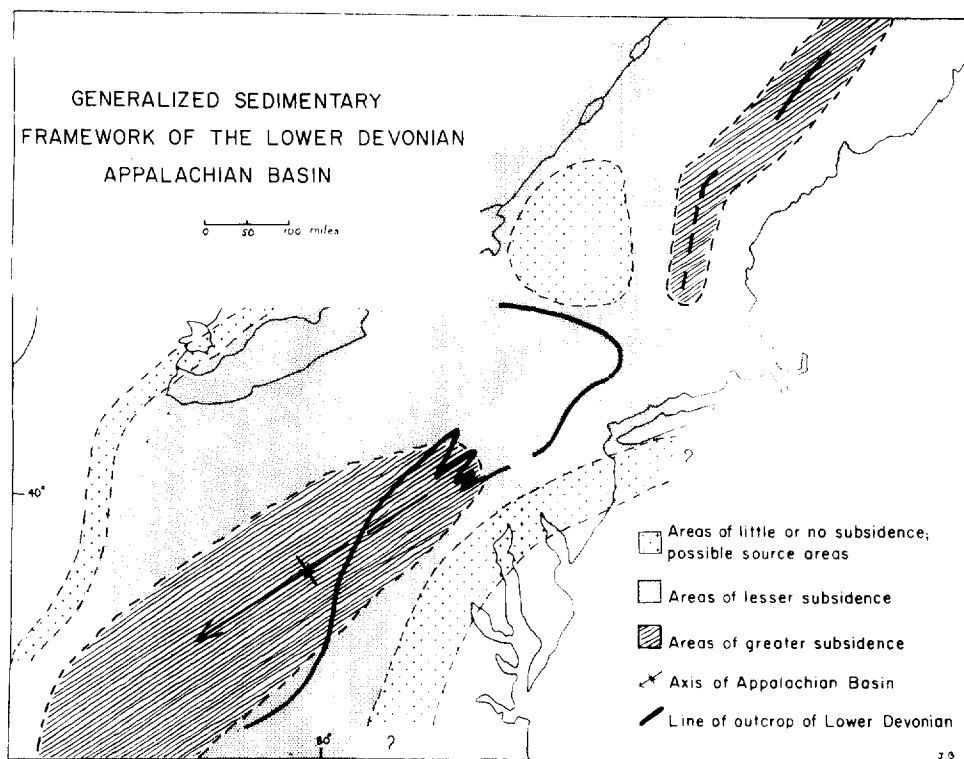 GENERALIZED SEDIMENTARY
FRAMEWORK OF THE LOWER DEVONIAN
APPALACHIAN BASIN
0 50 100 miles
?
40°
Areas of little or no subsidence;
possible source areas
Areas of lesser subsidence
Areas of greater subsidence
Axis of Appalachian Basin
Line of outcrop of Lower Devonian
80°
?